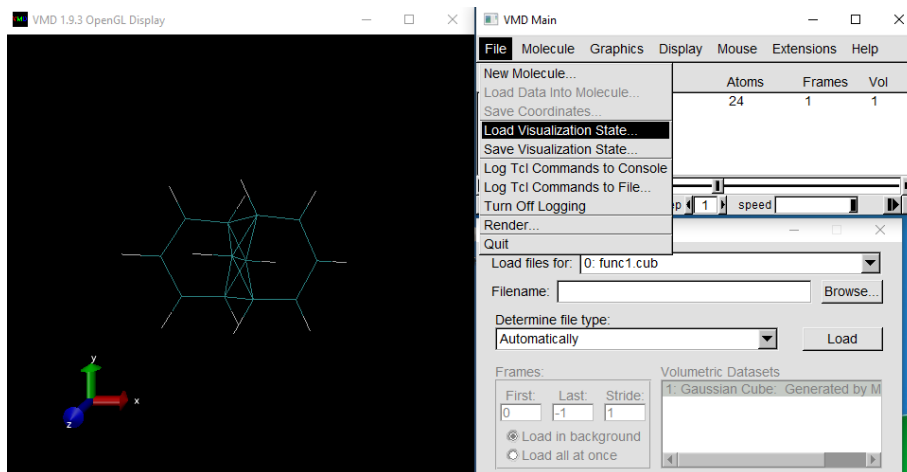 VMD 1.9.3 OpenGL Display
y
x
z
VMD Main
File Molecule Graphics Display Mouse Extensions Help
New Molecule...
Load Data Into Molecule...
Save Coordinates...
Load Visualization State...
Save Visualization State...
Log Tcl Commands to Console
Log Tcl Commands to File...
Turn Off Logging
Render...
Quit
Atoms Frames Vol
24 1 1
1 speed
Load files for: 0: func1.cub
Filename: Browse...
Determine file type:
Automatically Load
Frames: Volumetric Datasets
First: Last: Stride: 1: Gaussian Cube: Generated by M
0 -1 1
Load in background
Load all at once